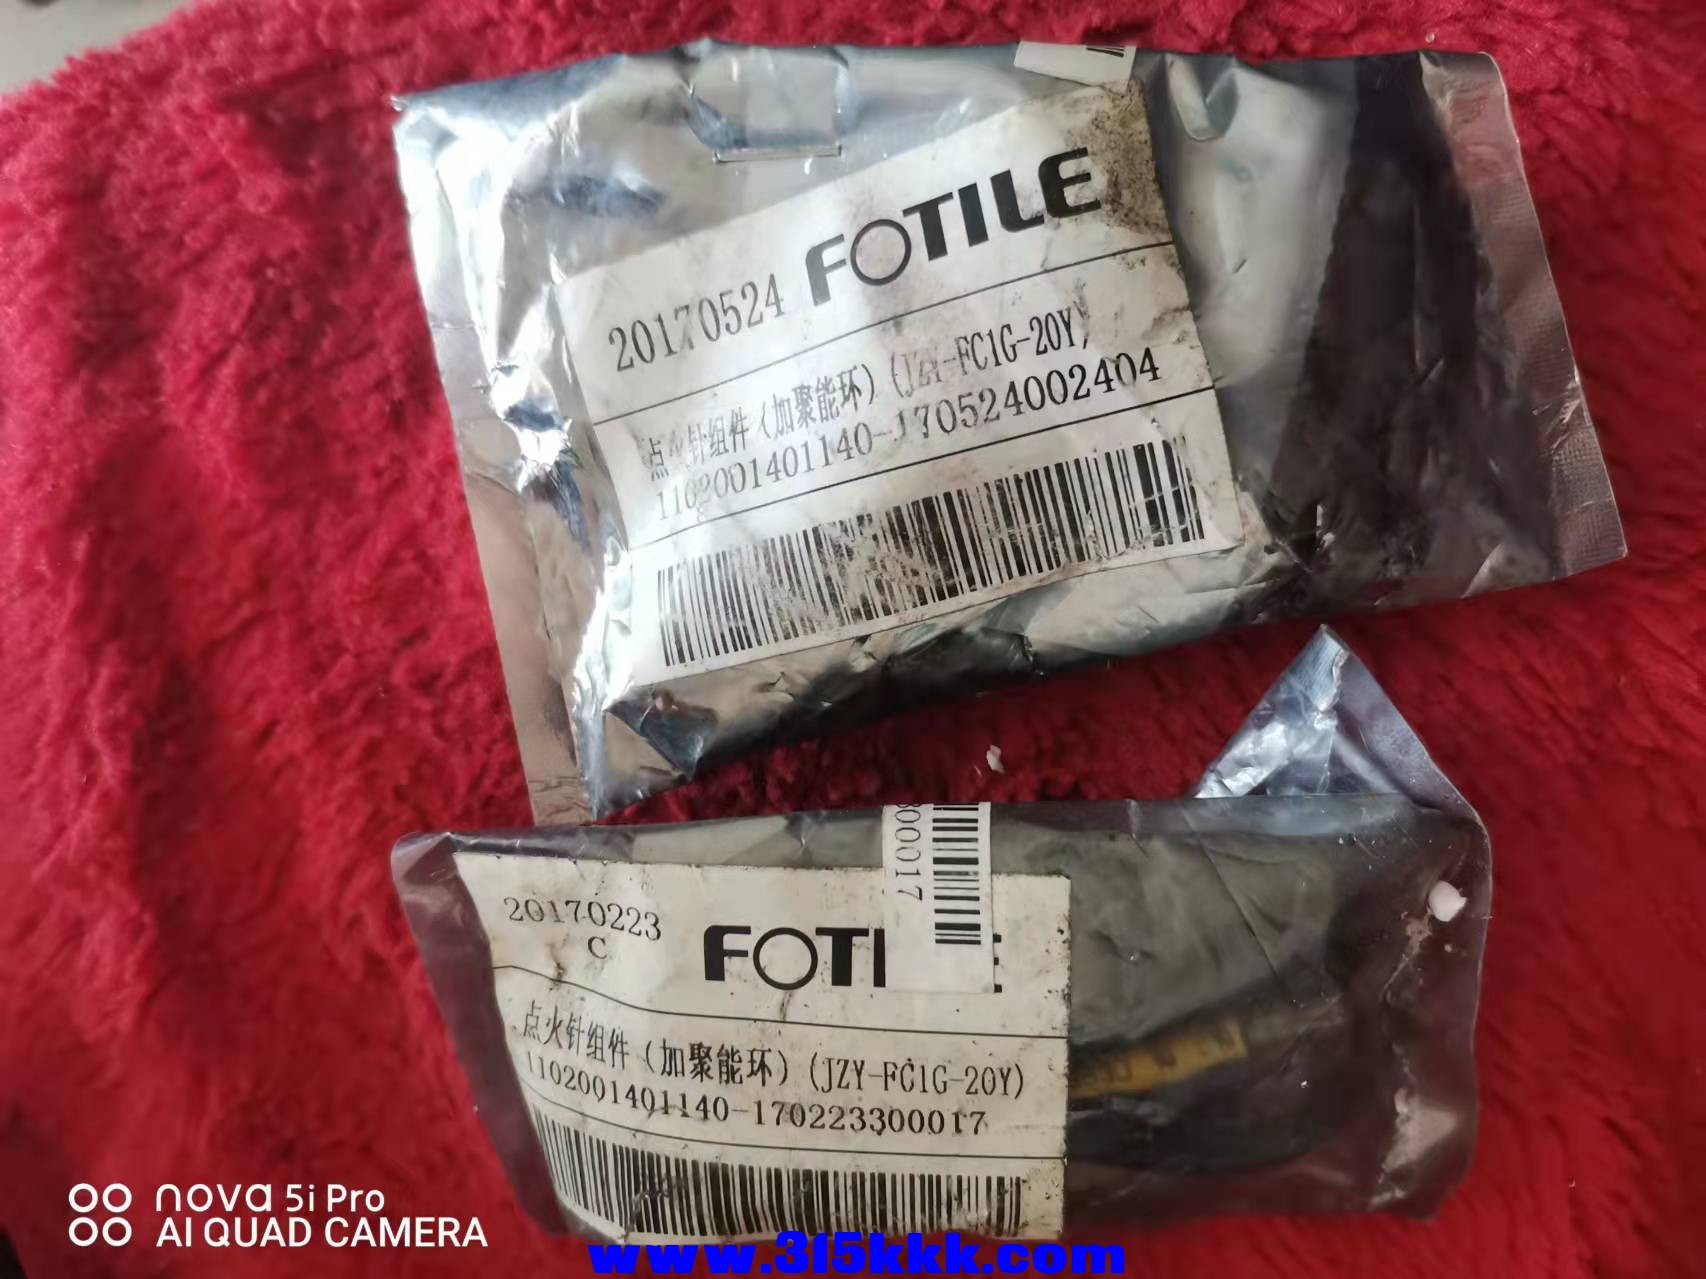 20170524 FOTILE
点火针组件（加聚能环）(JZY-FC1G-20Y)
1102001401140-170524002404
300017
20170223
C
FOTI E
点火针组件（加聚能环）(JZY-FC1G-20Y)
1102001401140-170223300017
nova 5i Pro
AI QUAD CAMERA
www.315kkk.com